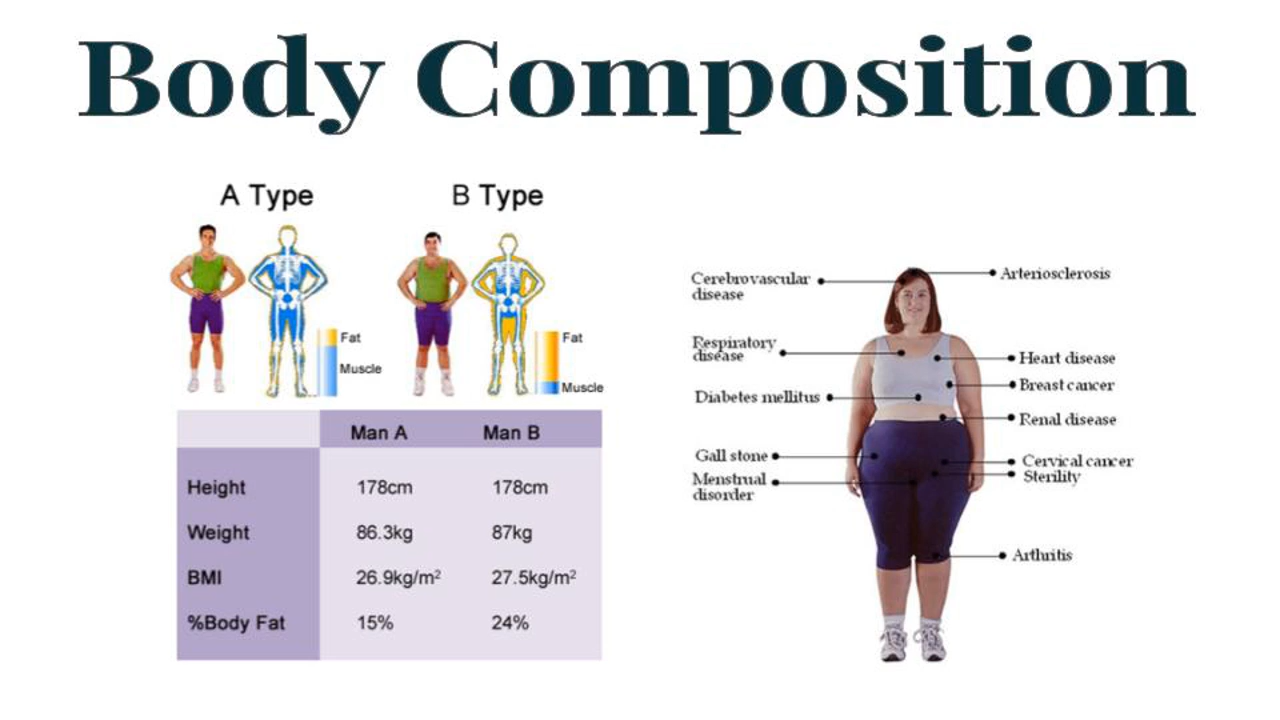 Body Composition
A Type
B Type
Fat
Muscle
Fat
Muscle
Man A Man B
Height 178cm 178cm
Weight 86.3kg 87kg
BMI 26.9kg/m² 27.5kg/m²
%Body Fat 15% 24%
Cerebrovascular
disease
Arteriosclerosis
Respiratory
disease
Heart disease
Breast cancer
Diabetes mellitus
Renal disease
Gall stone
Cervical cancer
Menstrual
disorder
Sterility
Arthritis